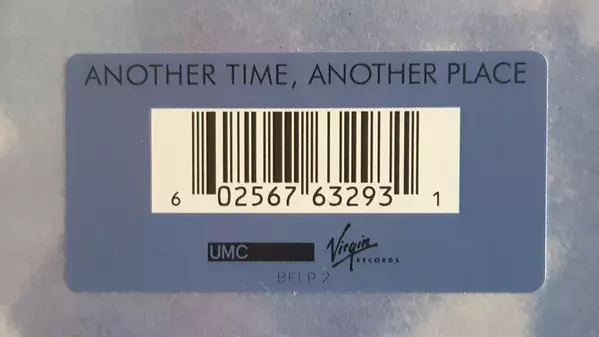 ANOTHER TIME, ANOTHER PLACE
6 02567 63293 1
UMC Virgin
RECORDS
BFLP 2